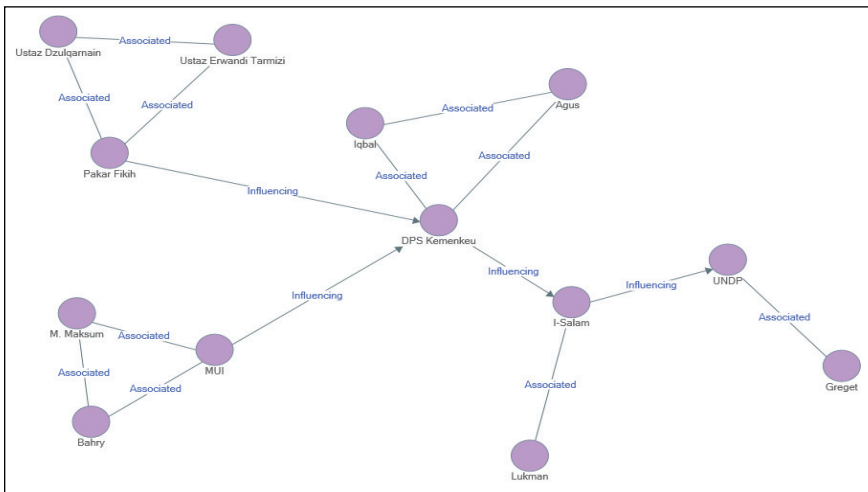 Ustaz Dzulqarnain
Associated
Ustaz Erwandi Tarmizi
Associated
Associated
Pakar Fikih
Influencing
Iqbal
Associated
Agus
Associated
Associated
DPS Kemenkeu
Influencing
Influencing
M. Maksum
Associated
MUI
Associated
Associated
Bahry
I-Salam
Influencing
UNDP
Associated
Greget
Associated
Lukman